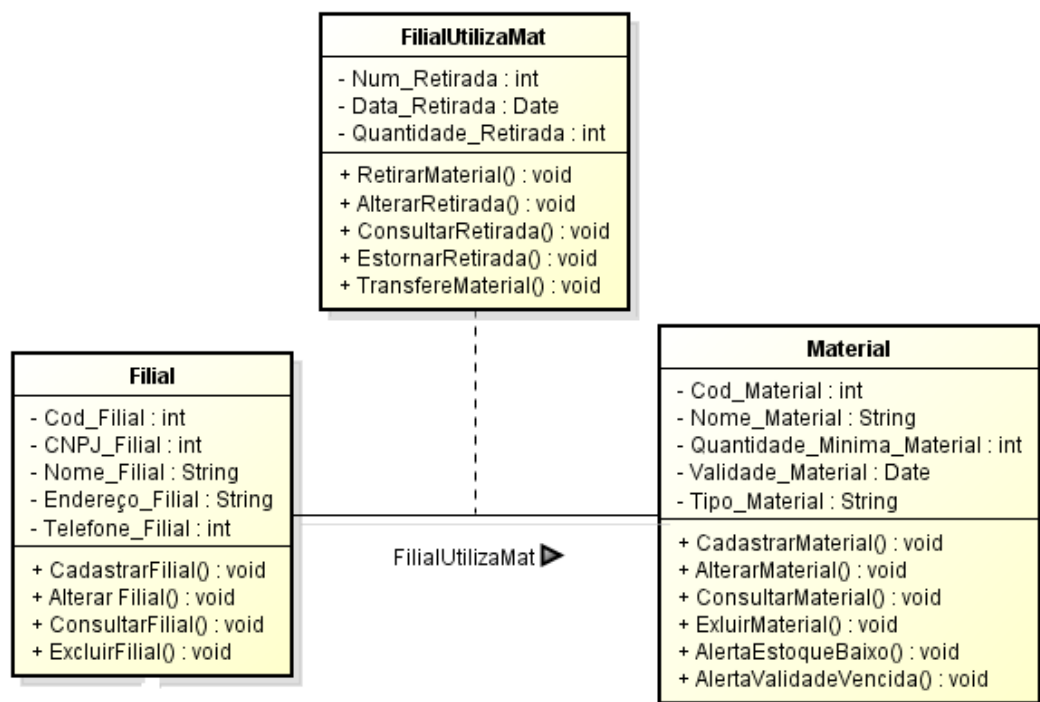 FilialUtilizaMat
- Num_Retirada : int
- Data_Retirada : Date
- Quantidade_Retirada : int
+ RetirarMaterial() : void
+ AlterarRetirada() : void
+ ConsultarRetirada() : void
+ EstornarRetirada() : void
+ TransfereMaterial() : void
Filial
- Cod_Filial : int
- CNPJ_Filial : int
- Nome_Filial : String
- Endereço_Filial : String
- Telefone_Filial : int
+ CadastrarFilial() : void
+ Alterar Filial() : void
+ ConsultarFilial() : void
+ ExcluirFilial() : void
FilialUtilizaMat
Material
- Cod_Material : int
- Nome_Material : String
- Quantidade_Minima_Material : int
- Validade_Material : Date
- Tipo_Material : String
+ CadastrarMaterial() : void
+ AlterarMaterial() : void
+ ConsultarMaterial() : void
+ ExluirMaterial() : void
+ AlertaEstoqueBaixo() : void
+ AlertaValidadeVencida() : void